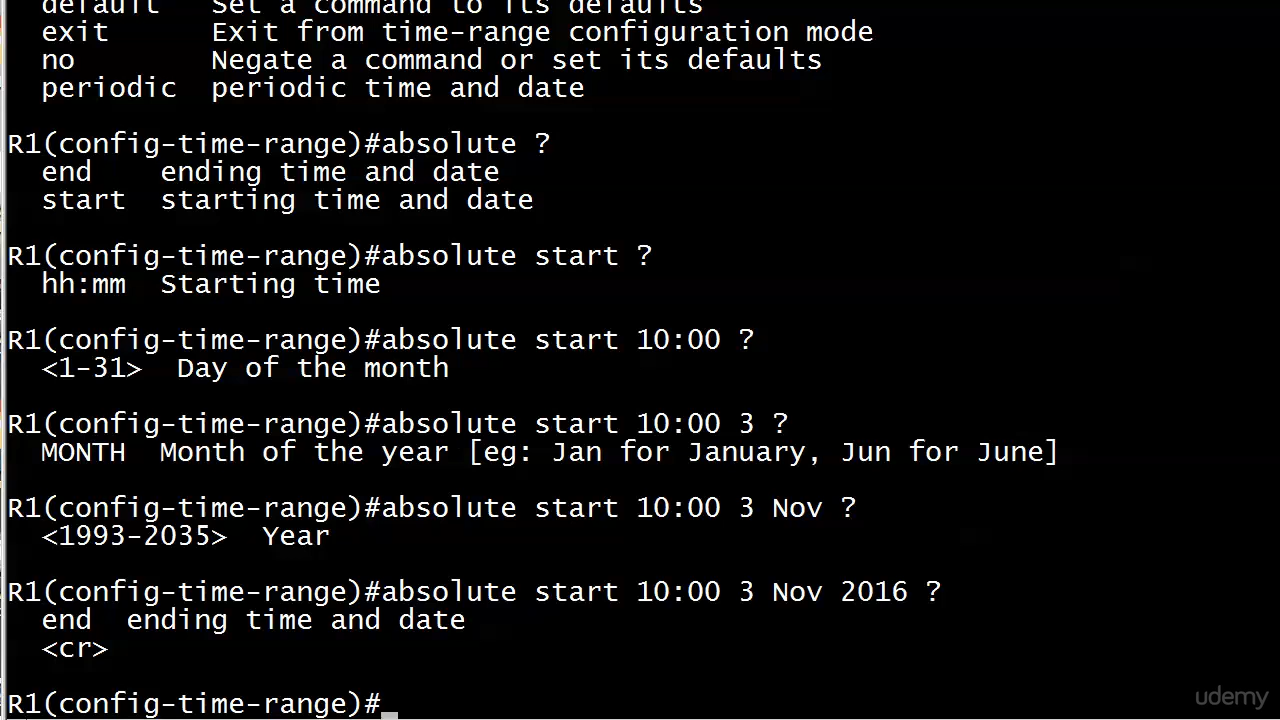 default   Set a command to its defaults
exit      Exit from time-range configuration mode
no        Negate a command or set its defaults
periodic  periodic time and date
R1(config-time-range)#absolute ?
end    ending time and date
start  starting time and date
R1(config-time-range)#absolute start ?
hh:mm  Starting time
R1(config-time-range)#absolute start 10:00 ?
<1-31>  Day of the month
R1(config-time-range)#absolute start 10:00 3 ?
MONTH  Month of the year [eg: Jan for January, Jun for June]
R1(config-time-range)#absolute start 10:00 3 Nov ?
<1993-2035>  Year
R1(config-time-range)#absolute start 10:00 3 Nov 2016 ?
end  ending time and date
<cr>
R1(config-time-range)#
udemy